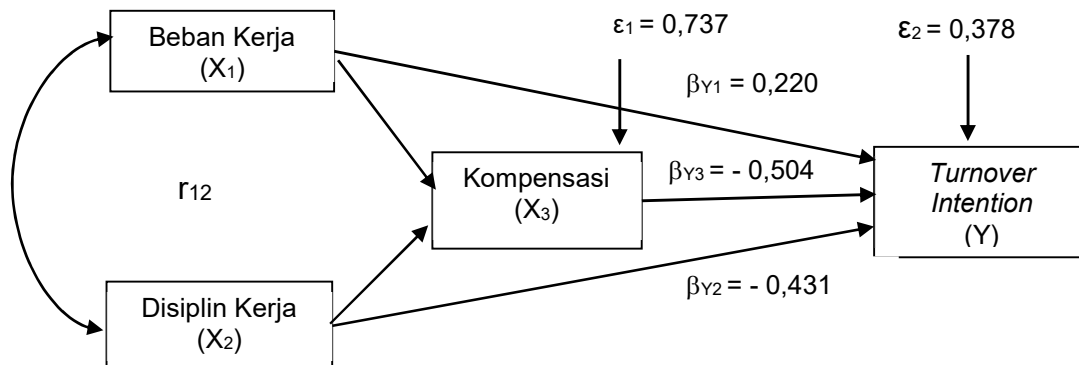 Beban Kerja
(X₁)
ε₁ = 0,737
ε₂ = 0,378
βY₁ = 0,220
r₁₂
Kompensasi
(X₃)
βY₃ = - 0,504
Turnover
Intention
(Y)
βY₂ = - 0,431
Disiplin Kerja
(X₂)